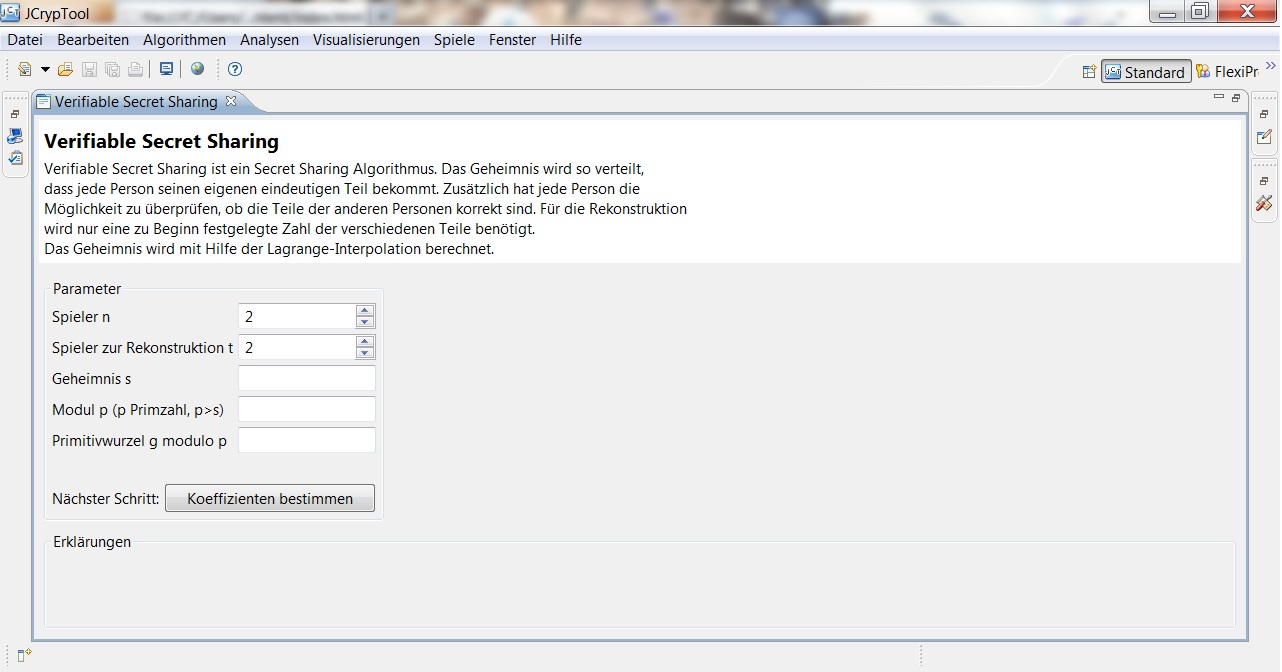 JCrypTool
Datei Bearbeiten Algorithmen Analysen Visualisierungen Spiele Fenster Hilfe
Standard FlexiPr
Verifiable Secret Sharing
Verifiable Secret Sharing
Verifiable Secret Sharing ist ein Secret Sharing Algorithmus. Das Geheimnis wird so verteilt,
dass jede Person seinen eigenen eindeutigen Teil bekommt. Zusätzlich hat jede Person die
Möglichkeit zu überprüfen, ob die Teile der anderen Personen korrekt sind. Für die Rekonstruktion
wird nur eine zu Beginn festgelegte Zahl der verschiedenen Teile benötigt.
Das Geheimnis wird mit Hilfe der Lagrange-Interpolation berechnet.
Parameter
Spieler n 2
Spieler zur Rekonstruktion t 2
Geheimnis s
Modul p (p Primzahl, p>s)
Primitivwurzel g modulo p
Nächster Schritt: Koeffizienten bestimmen
Erklärungen